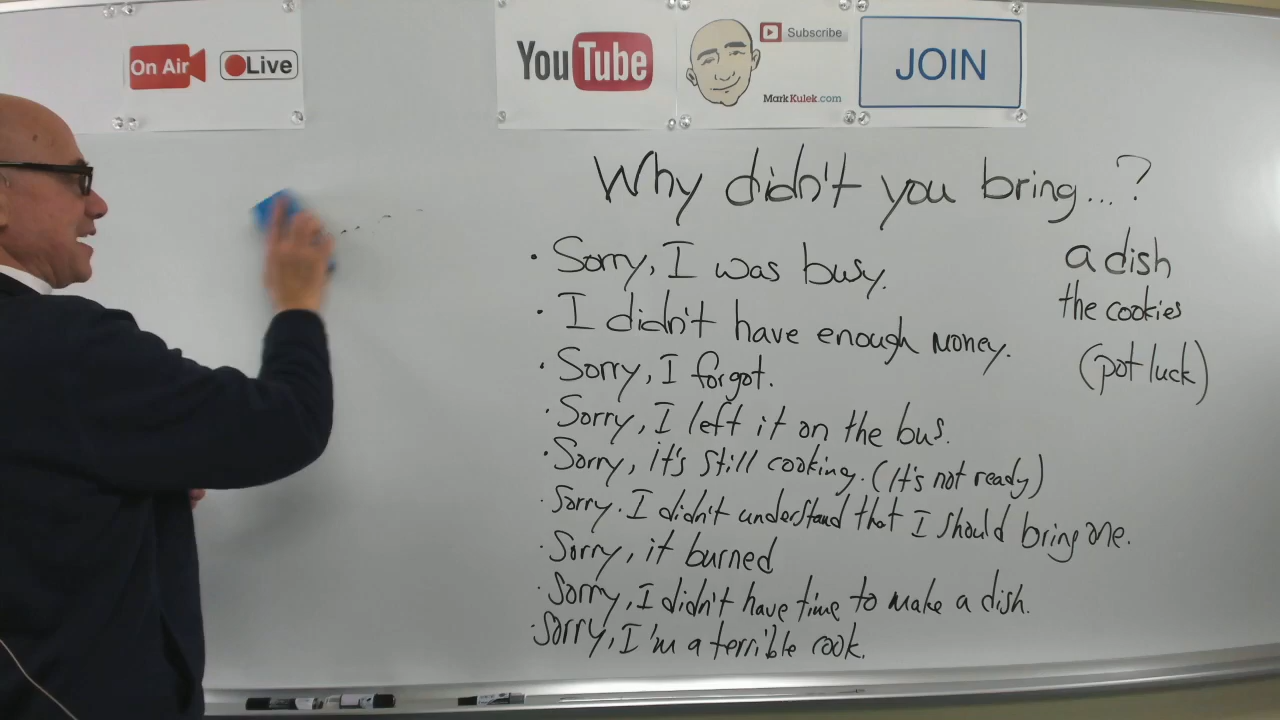 On Air
Live
YouTube
Subscribe
MarkKulek.com
JOIN
Why didn't you bring...?
• Sorry, I was busy.
• I didn't have enough money.
• Sorry, I forgot.
• Sorry, I left it on the bus.
• Sorry, it's still cooking. (It's not ready)
• Sorry. I didn't understand that I should bring one.
• Sorry, it burned
• Sorry, I didn't have time to make a dish.
• Sorry, I'm a terrible cook.
a dish
the cookies
(pot luck)